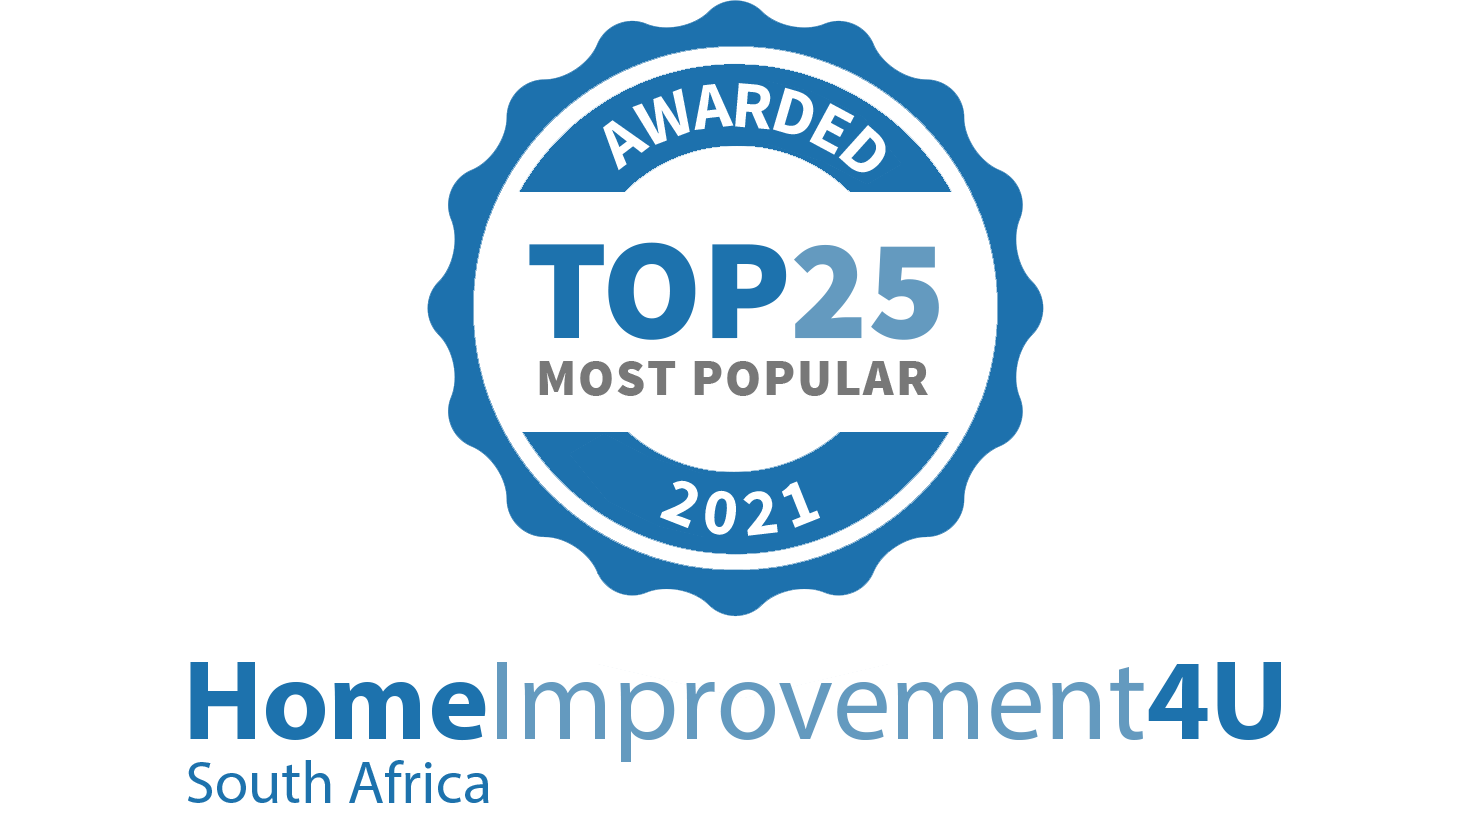 AWARDED
TOP25
MOST POPULAR
2021
HomeImprovement4U
South Africa